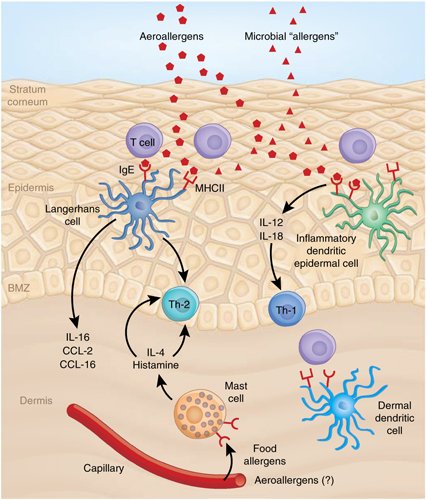 Aeroallergens
Microbial “allergens”
Stratum
corneum
T cell
IgE
MHCII
Epidermis
Langerhans
cell
IL-12
IL-18
Inflammatory
dendritic
epidermal cell
BMZ
Th-2
Th-1
IL-16
CCL-2
CCL-16
IL-4
Histamine
Mast
cell
Dermis
Dermal
dendritic
cell
Food
allergens
Capillary
Aeroallergens (?)